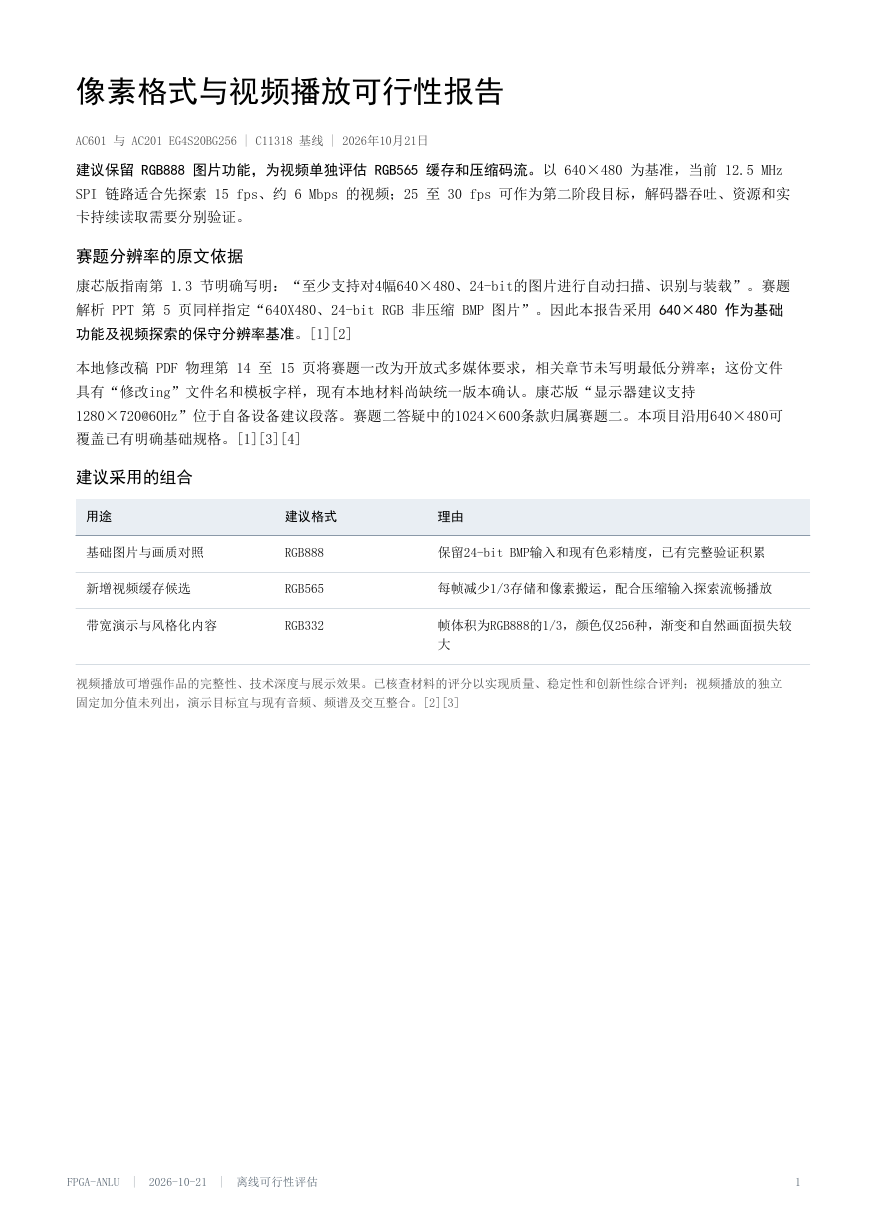 像素格式与视频播放可行性报告
AC601 与 AC201 EG4S20BG256 | C11318 基线 | 2026年10月21日
建议保留 RGB888 图片功能，为视频单独评估 RGB565 缓存和压缩码流。以 640×480 为基准，当前 12.5 MHz
SPI 链路适合先探索 15 fps、约 6 Mbps 的视频；25 至 30 fps 可作为第二阶段目标，解码器吞吐、资源和实
卡持续读取需要分别验证。
赛题分辨率的原文依据
康芯版指南第 1.3 节明确写明：“至少支持对4幅640×480、24-bit的图片进行自动扫描、识别与装载”。赛题
解析 PPT 第 5 页同样指定“640X480、24-bit RGB 非压缩 BMP 图片”。因此本报告采用 640×480 作为基础
功能及视频探索的保守分辨率基准。[1][2]
本地修改稿 PDF 物理第 14 至 15 页将赛题一改为开放式多媒体要求，相关章节未写明最低分辨率；这份文件
具有“修改ing”文件名和模板字样，现有本地材料尚缺统一版本确认。康芯版“显示器建议支持
1280×720@60Hz”位于自备设备建议段落。赛题二答疑中的1024×600条款归属赛题二。本项目沿用640×480可
覆盖已有明确基础规格。[1][3][4]
建议采用的组合
用途 建议格式 理由
基础图片与画质对照 RGB888 保留24-bit BMP输入和现有色彩精度，已有完整验证积累
新增视频缓存候选 RGB565 每帧减少1/3存储和像素搬运，配合压缩输入探索流畅播放
带宽演示与风格化内容 RGB332 帧体积为RGB888的1/3，颜色仅256种，渐变和自然画面损失较
大
视频播放可增强作品的完整性、技术深度与展示效果。已核查材料的评分以实现质量、稳定性和创新性综合评判；视频播放的独立
固定加分值未列出，演示目标宜与现有音频、频谱及交互整合。[2][3]
FPGA-ANLU | 2026-10-21 | 离线可行性评估 1